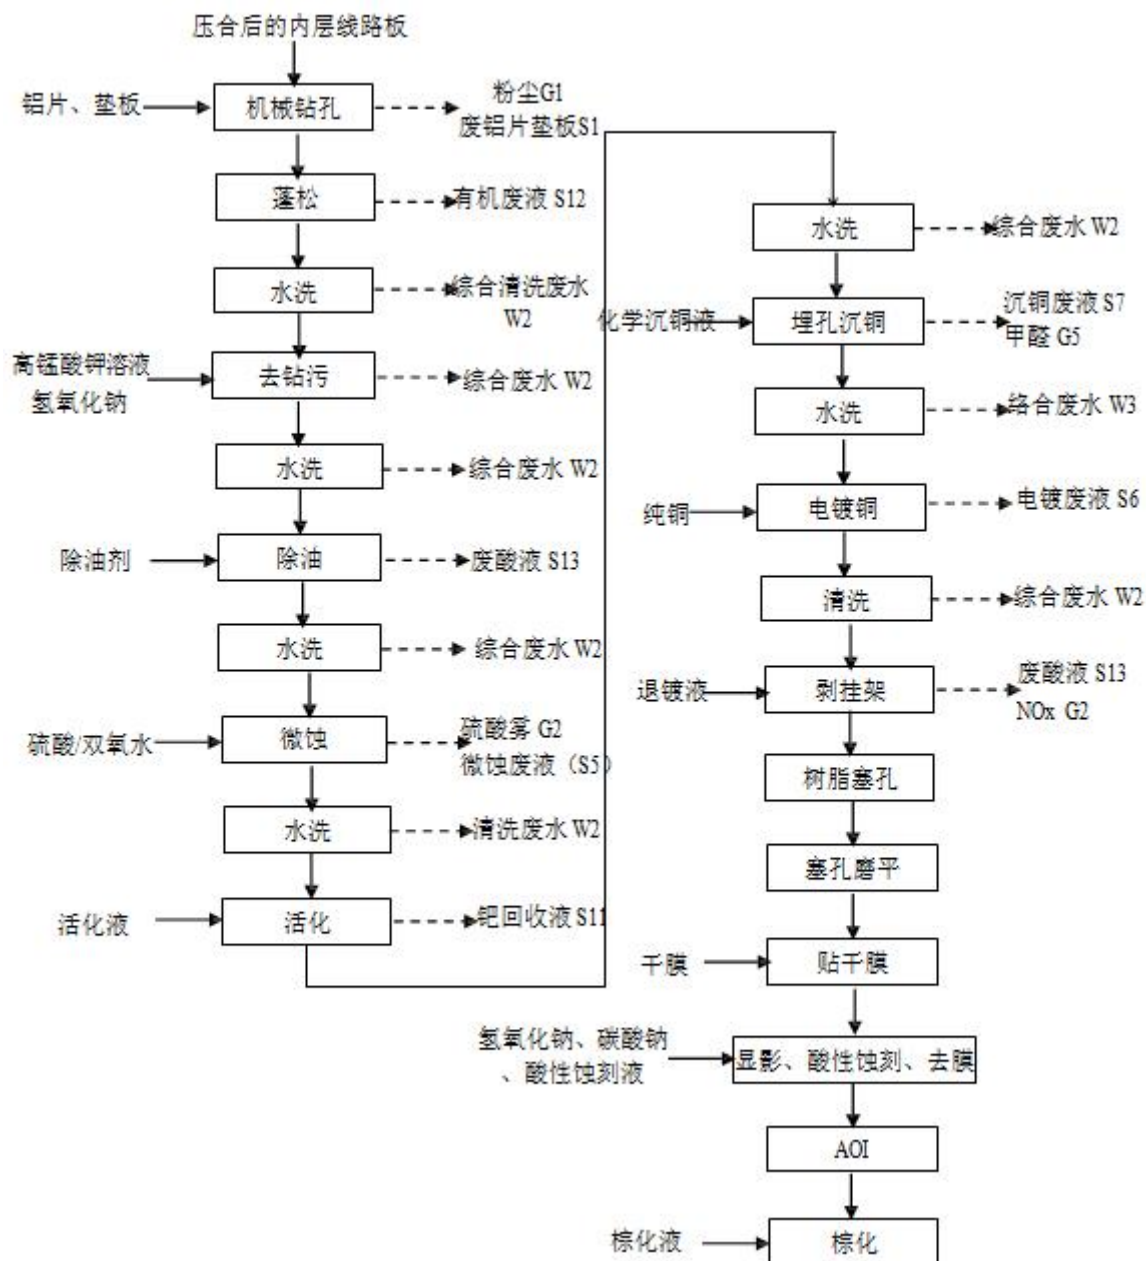 压合后的内层线路板
铝片、垫板
机械钻孔
粉尘G1
废铝片垫板S1
蓬松
有机废液 S12
水洗
综合清洗废水
W2
高锰酸钾溶液
氢氧化钠
去钻污
综合废水 W2
水洗
综合废水 W2
除油剂
除油
废酸液 S13
水洗
综合废水 W2
硫酸/双氧水
微蚀
硫酸雾 G2
微蚀废液（S5）
水洗
清洗废水 W2
活化液
活化
钯回收液 S11
水洗
综合废水 W2
化学沉铜液
埋孔沉铜
沉铜废液 S7
甲醛 G5
水洗
络合废水 W3
纯铜
电镀铜
电镀废液 S6
清洗
综合废水 W2
退镀液
剥挂架
废酸液 S13
NOx G2
树脂塞孔
塞孔磨平
干膜
贴干膜
氢氧化钠、碳酸钠
、酸性蚀刻液
显影、酸性蚀刻、去膜
AOI
棕化液
棕化